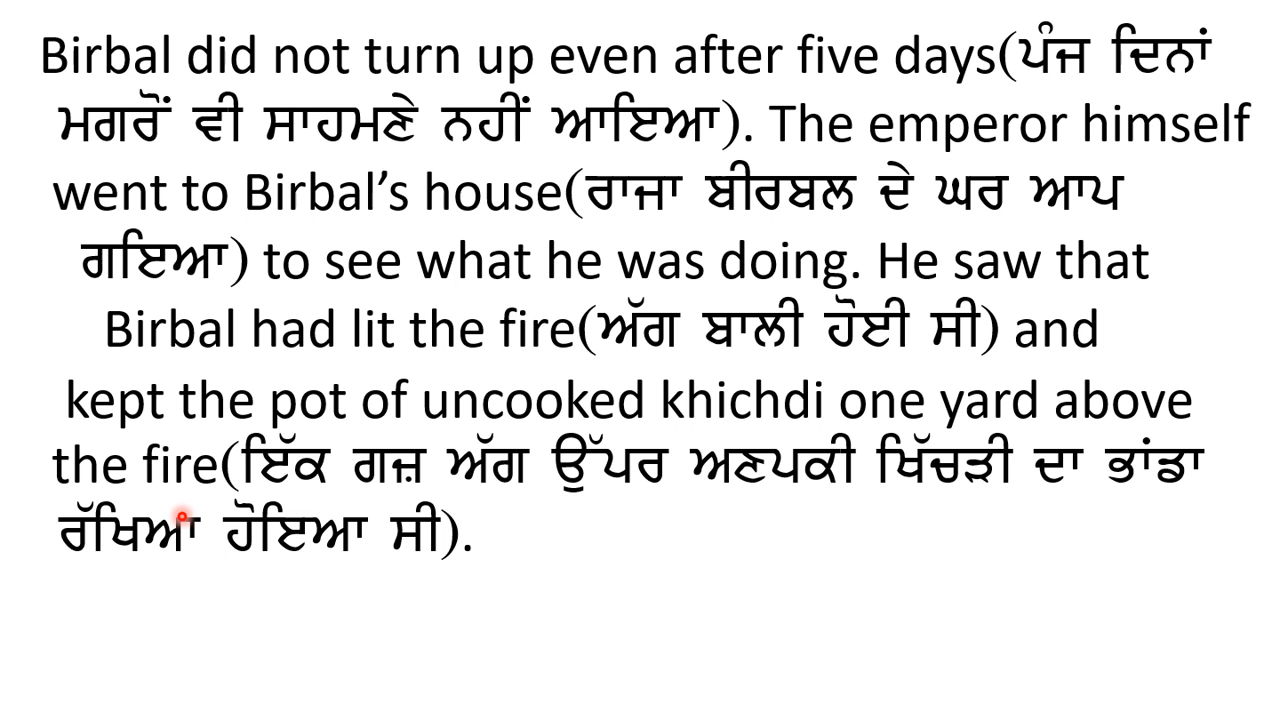 Birbal did not turn up even after five days(ਪੰਜ ਦਿਨਾਂ
ਮਗਰੋਂ ਵੀ ਸਾਹਮਣੇ ਨਹੀਂ ਆਇਆ). The emperor himself
went to Birbal’s house(ਰਾਜਾ ਬੀਰਬਲ ਦੇ ਘਰ ਆਪ
ਗਇਆ) to see what he was doing. He saw that
Birbal had lit the fire(ਅੱਗ ਬਾਲੀ ਹੋਈ ਸੀ) and
kept the pot of uncooked khichdi one yard above
the fire(ਇੱਕ ਗਜ਼ ਅੱਗ ਉੱਪਰ ਅਣਪਕੀ ਖਿੱਚੜੀ ਦਾ ਭਾਂਡਾ
ਰੱਖਿਆ ਹੋਇਆ ਸੀ).